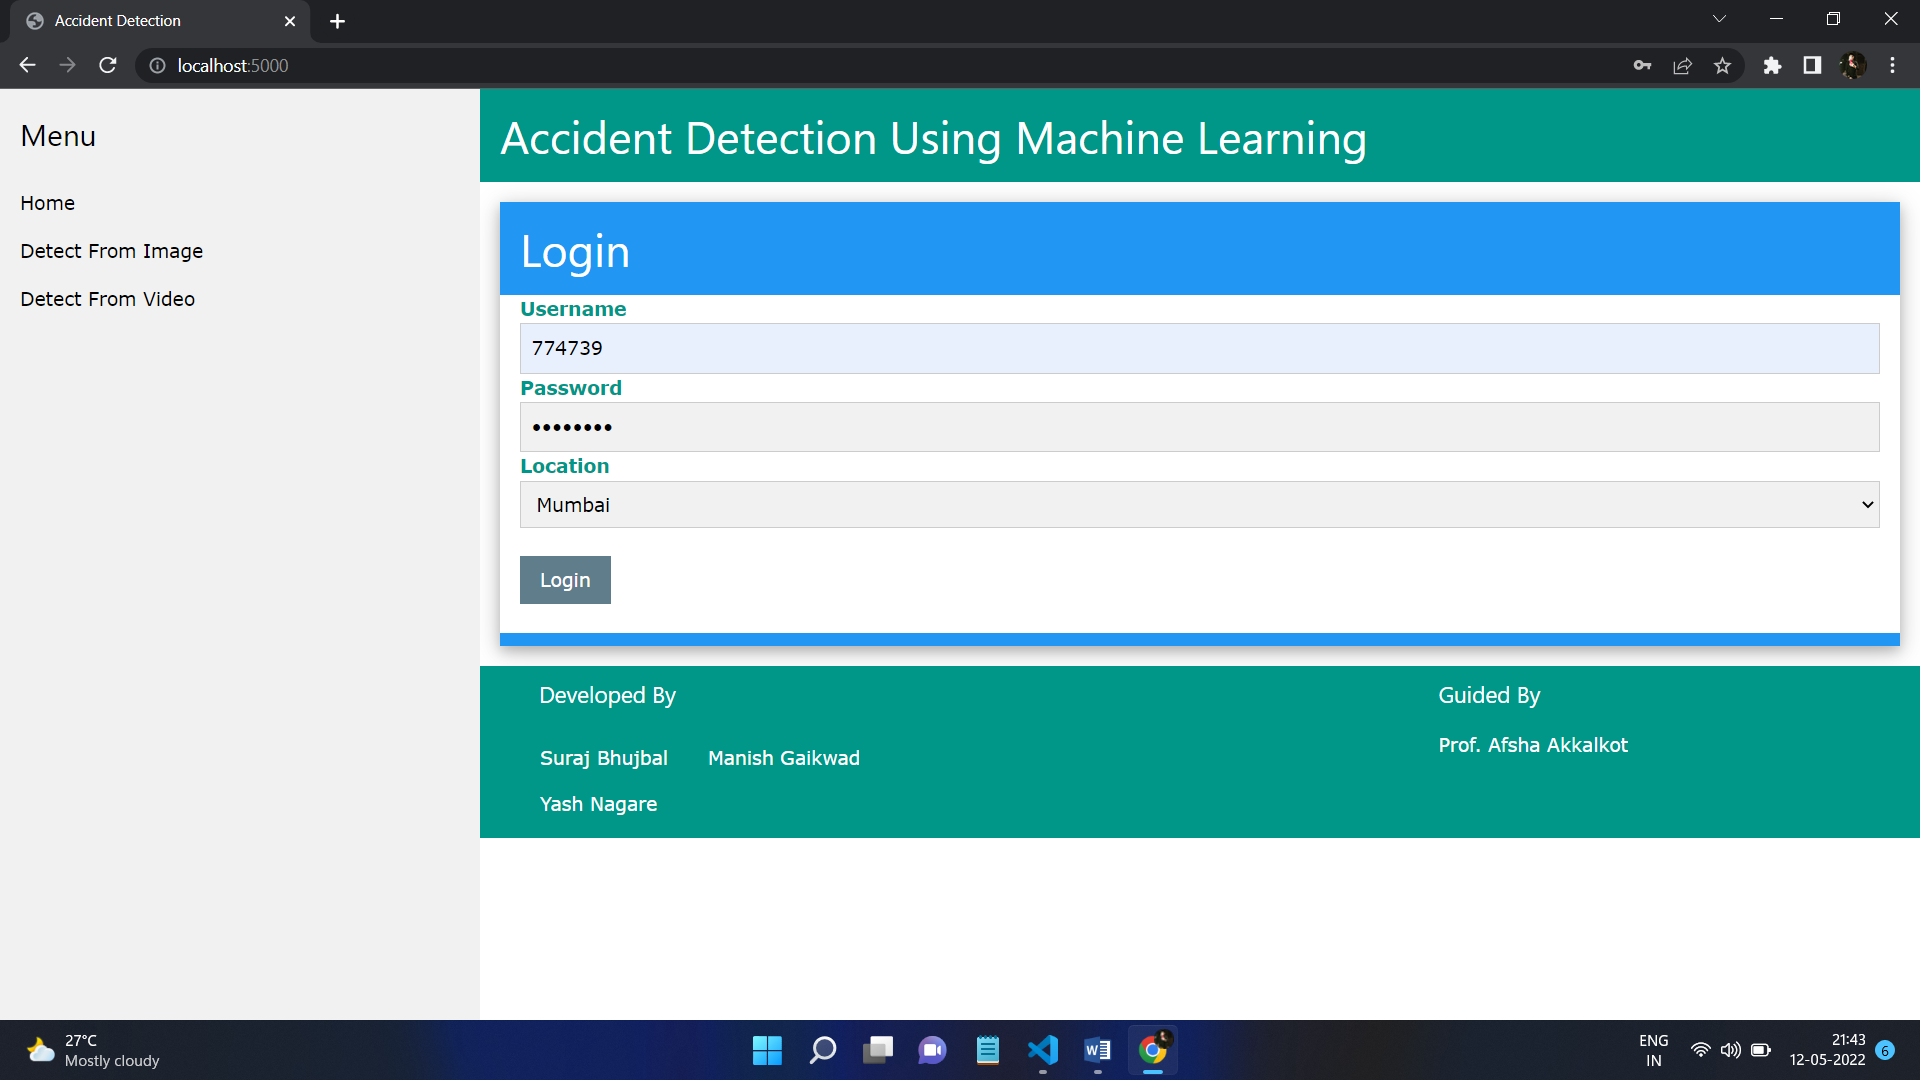 Accident Detection
localhost:5000
Menu
Home
Detect From Image
Detect From Video
Accident Detection Using Machine Learning
Login
Username
774739
Password
••••••••
Location
Mumbai
Login
Developed By
Suraj Bhujbal Manish Gaikwad
Yash Nagare
Guided By
Prof. Afsha Akkalkot
27°C
Mostly cloudy
ENG
IN
21:43
12-05-2022
6